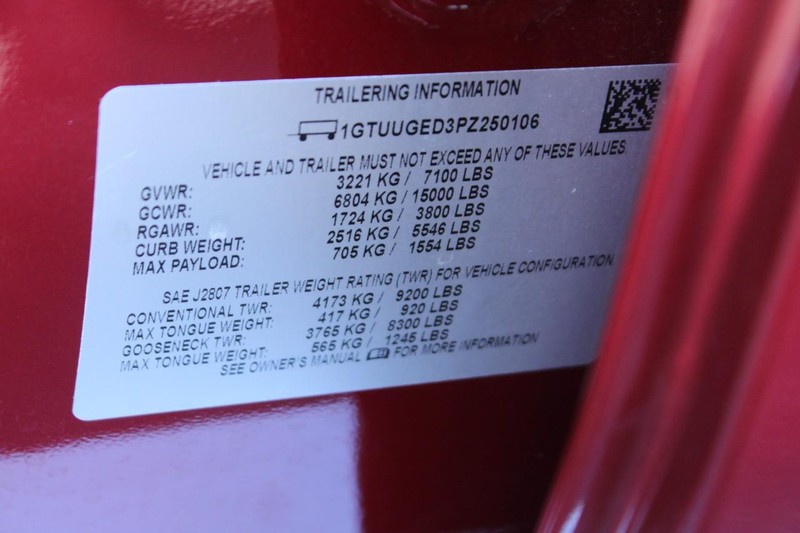 TRAILERING INFORMATION
1GTUUGED3PZ250106
VEHICLE AND TRAILER MUST NOT EXCEED ANY OF THESE VALUES
GVWR: 3221 KG / 7100 LBS
GCWR: 6804 KG / 15000 LBS
RGAWR: 1724 KG / 3800 LBS
CURB WEIGHT: 2516 KG / 5546 LBS
MAX PAYLOAD: 705 KG / 1554 LBS
SAE J2807 TRAILER WEIGHT RATING (TWR) FOR VEHICLE CONFIGURATION
CONVENTIONAL TWR: 4173 KG / 9200 LBS
MAX TONGUE WEIGHT: 417 KG / 920 LBS
GOOSENECK TWR: 3765 KG / 8300 LBS
MAX TONGUE WEIGHT: 565 KG / 1245 LBS
SEE OWNER'S MANUAL FOR MORE INFORMATION